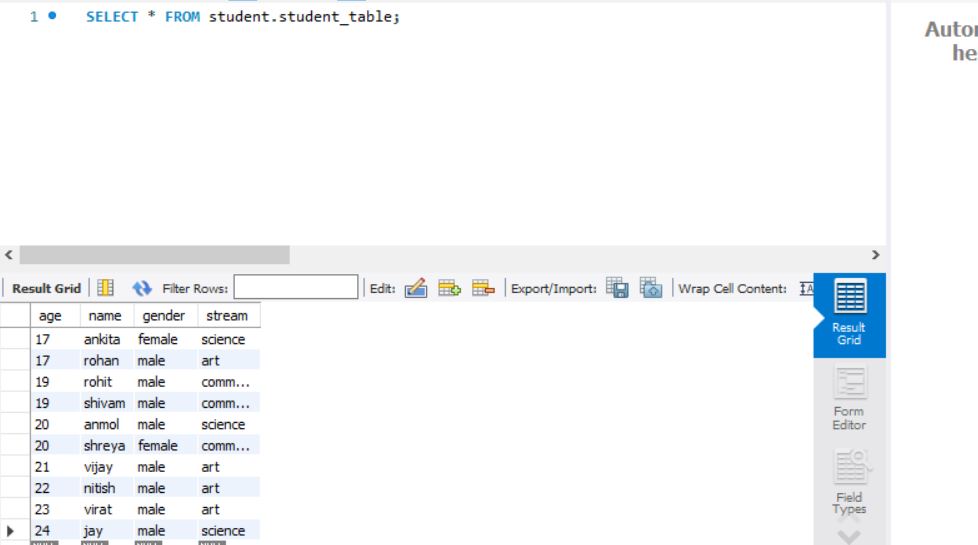 1 SELECT * FROM student.student_table;
Autor
he
Result Grid Filter Rows: Edit: Export/Import: Wrap Cell Content:
Result
Grid
Form
Editor
Field
Types
age name gender stream
17 ankita female science
17 rohan male art
19 rohit male comm...
19 shivam male comm...
20 anmol male science
20 shreya female comm...
21 vijay male art
22 nitish male art
23 virat male art
24 jay male science